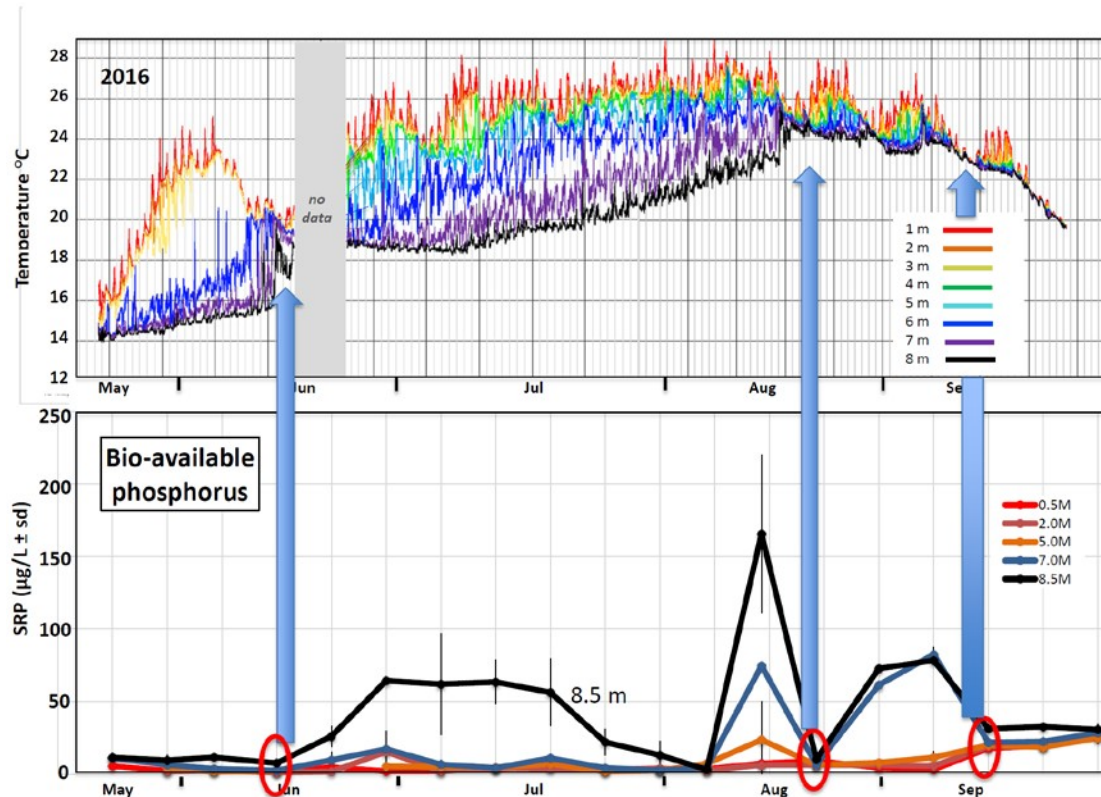 28
2016
26
24
22
20
18
16
14
12
Temperature °C
no
data
1 m
2 m
3 m
4 m
5 m
6 m
7 m
8 m
May
Jun
Jul
Aug
Se
250
200
150
100
50
0
SRP (µg/L ± sd)
Bio-available
phosphorus
0.5M
2.0M
5.0M
7.0M
8.5M
8.5 m
May
Jun
Jul
Aug
Sep